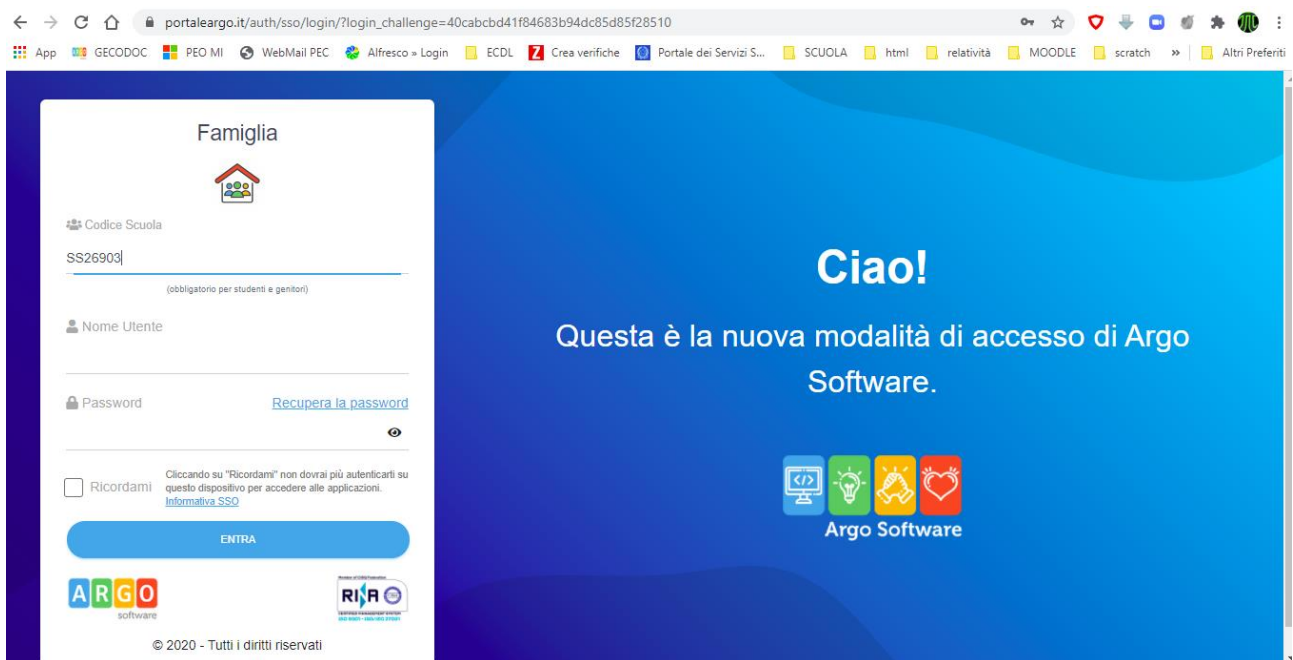 portaleargo.it/auth/sso/login/?login_challenge=40cabcbd41f84683b94dc85d85f28510
App GECODOC PEO MI WebMail PEC Alfresco » Login ECDL Z Crea verifiche Portale dei Servizi S... SCUOLA html relatività MOODLE scratch » Altri Preferiti
Famiglia
Codice Scuola
SS26903
(obbligatorio per studenti e genitori)
Nome Utente
Password Recupera la password
Ricordami
Cliccando su "Ricordami" non dovrai più autenticarti su
questo dispositivo per accedere alle applicazioni.
Informativa SSO
ENTRA
ARGO
software
RINA
© 2020 - Tutti i diritti riservati
Ciao!
Questa è la nuova modalità di accesso di Argo
Software.
</>
Argo Software